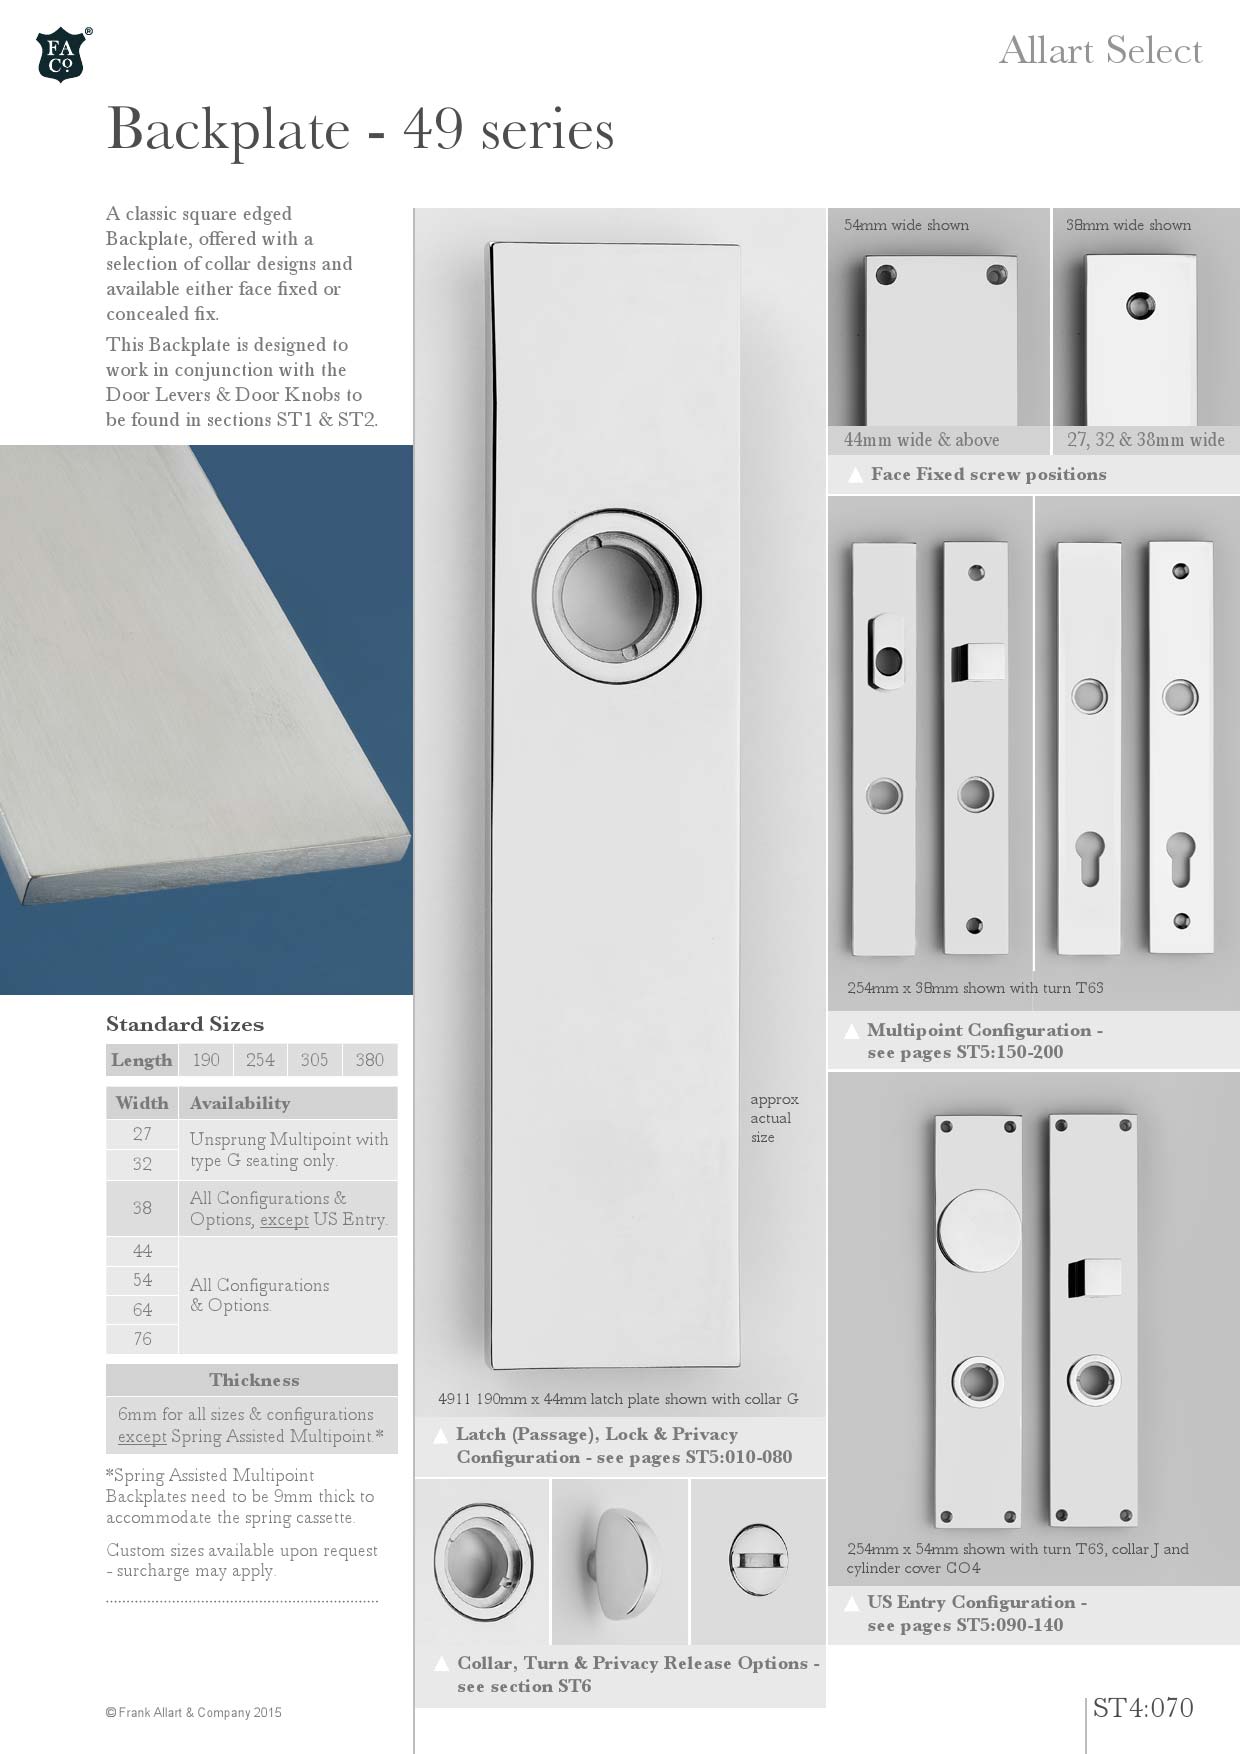 FA
Co.
®
Allart Select
Backplate - 49 series
A classic square edged
Backplate, offered with a
selection of collar designs and
available either face fixed or
concealed fix.
This Backplate is designed to
work in conjunction with the
Door Levers & Door Knobs to
be found in sections ST1 & ST2.
Standard Sizes
Length 190 254 305 380
Width Availability
27
32
Unsprung Multipoint with
type G seating only.
38
All Configurations &
Options, except US Entry.
44
54
64
76
All Configurations
& Options.
Thickness
6mm for all sizes & configurations
except Spring Assisted Multipoint.*
*Spring Assisted Multipoint
Backplates need to be 9mm thick to
accommodate the spring cassette.
Custom sizes available upon request
- surcharge may apply.
approx
actual
size
4911 190mm x 44mm latch plate shown with collar G
Latch (Passage), Lock & Privacy
Configuration - see pages ST5:010-080
Collar, Turn & Privacy Release Options -
see section ST6
54mm wide shown
38mm wide shown
44mm wide & above
27, 32 & 38mm wide
Face Fixed screw positions
254mm x 38mm shown with turn T63
Multipoint Configuration -
see pages ST5:150-200
254mm x 54mm shown with turn T63, collar J and
cylinder cover CO4
US Entry Configuration -
see pages ST5:090-140
© Frank Allart & Company 2015
ST4:070